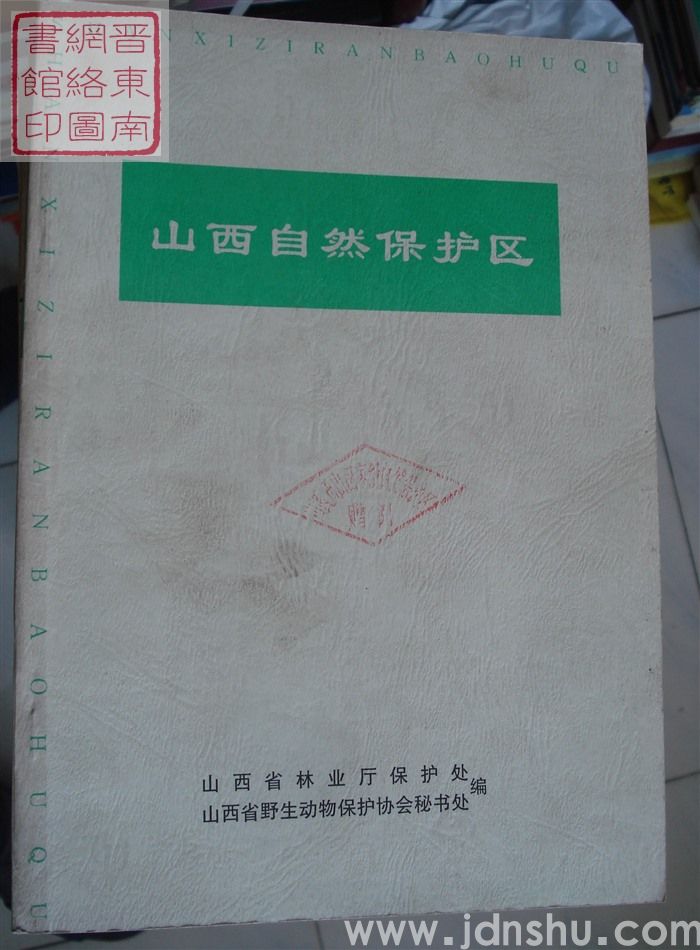 晋東南
網絡圖
書館印
NXIZIRANBAOHUQU
XIZIRANBAOHUQU
山西自然保护区
赠刊
山西省林业厅保护处
山西省野生动物保护协会秘书处
编
www.jdnshu.com